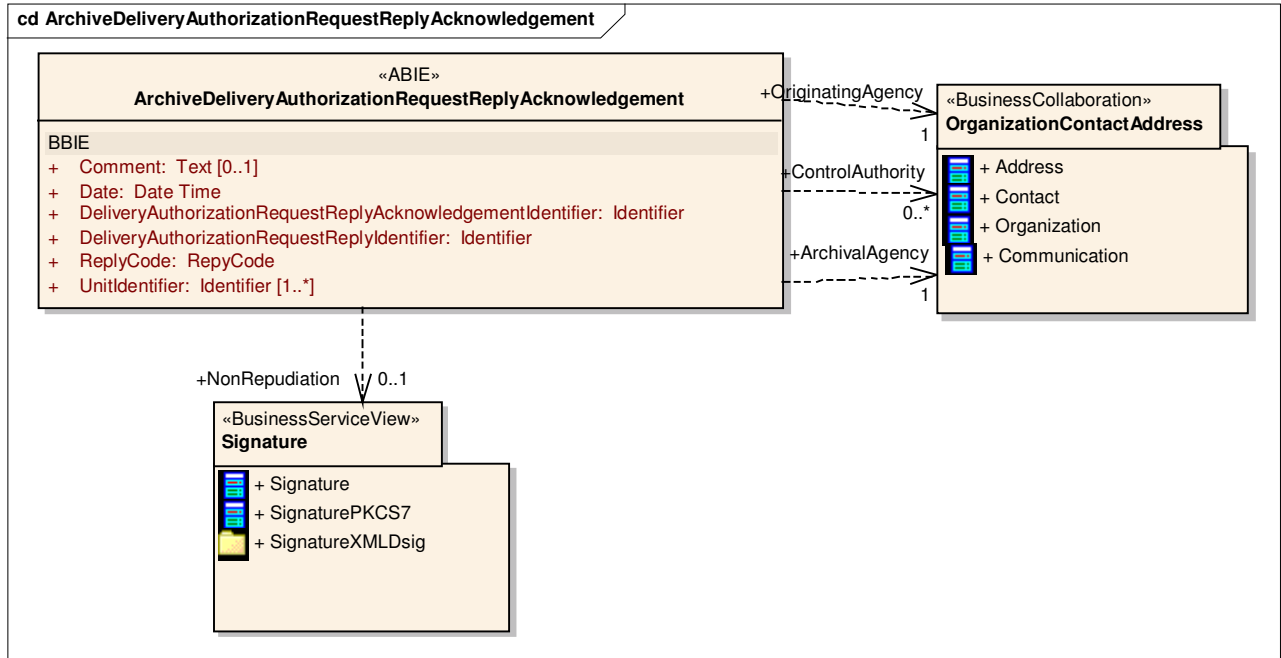 cd ArchiveDeliveryAuthorizationRequestReplyAcknowledgement
«ABIE»
ArchiveDeliveryAuthorizationRequestReplyAcknowledgement
BBIE
+ Comment: Text [0..1]
+ Date: Date Time
+ DeliveryAuthorizationRequestReplyAcknowledgementIdentifier: Identifier
+ DeliveryAuthorizationRequestReplyIdentifier: Identifier
+ ReplyCode: RepyCode
+ UnitIdentifier: Identifier [1..*]
+OriginatingAgency
1
+ControlAuthority
0..*
+ArchivalAgency
1
«BusinessCollaboration»
OrganizationContactAddress
+ Address
+ Contact
+ Organization
+ Communication
+NonRepudiation 0..1
«BusinessServiceView»
Signature
+ Signature
+ SignaturePKCS7
+ SignatureXMLDsig